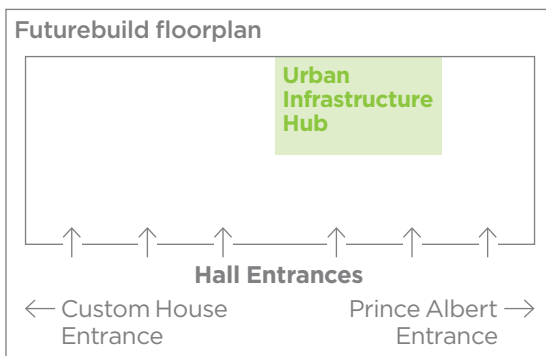 Futurebuild floorplan
Urban
Infrastructure
Hub
Hall Entrances
Custom House
Entrance
Prince Albert
Entrance